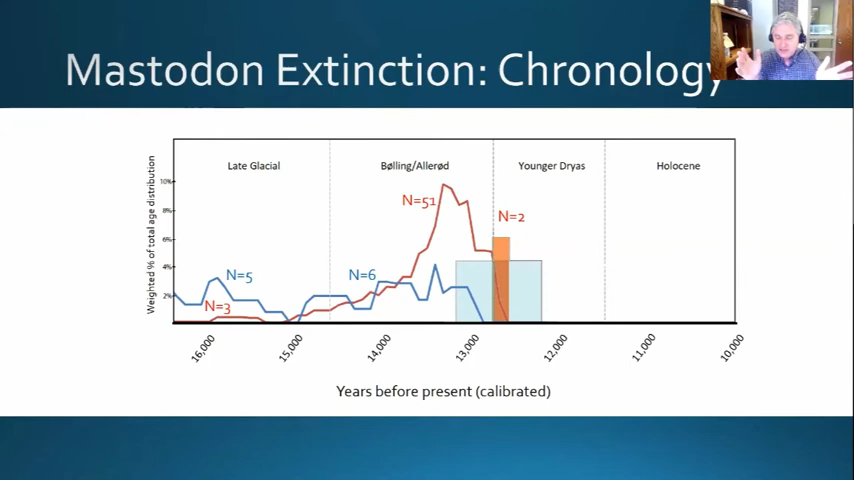 Mastodon Extinction: Chronology
Late Glacial
Bølling/Allerød
Younger Dryas
Holocene
Weighted % of total age distribution
10%
8%
6%
4%
2%
N=51
N=2
N=5
N=6
N=3
16,000
15,000
14,000
13,000
12,000
11,000
10,000
Years before present (calibrated)